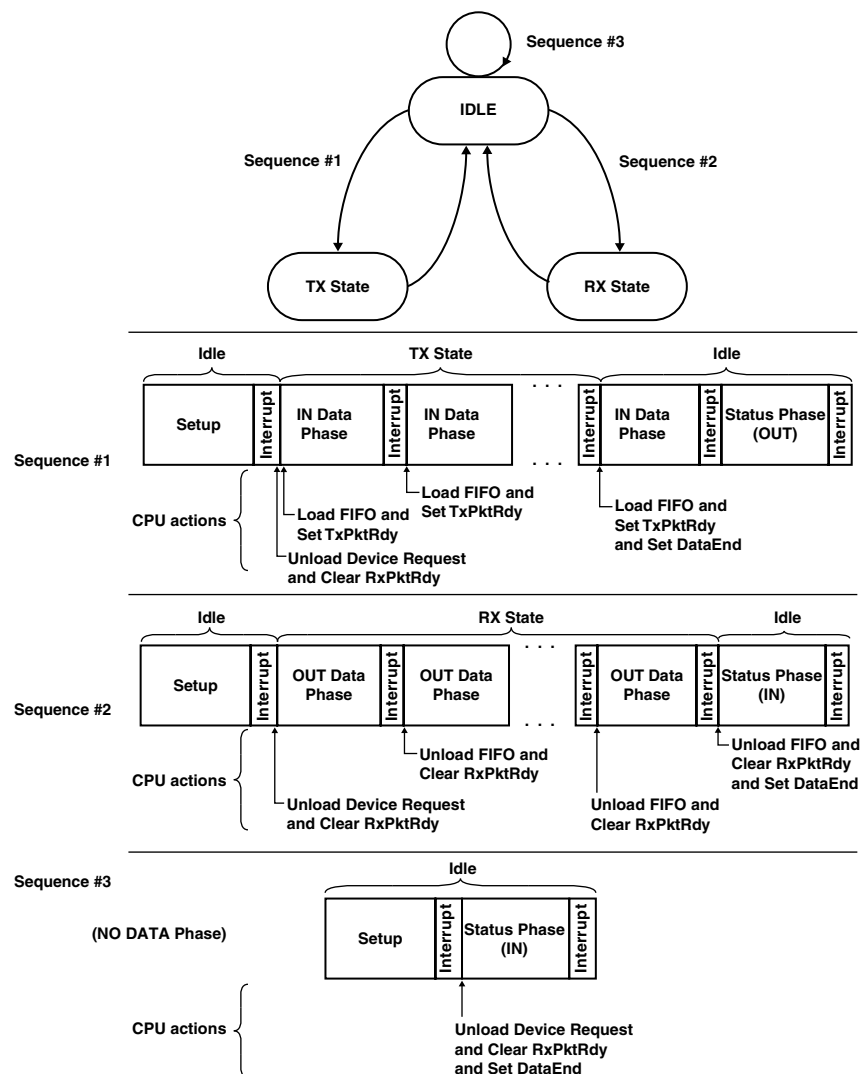 Sequence #3
IDLE
Sequence #1
Sequence #2
TX State
RX State
Idle
TX State
Idle
Setup
Interrupt
IN Data
Phase
Interrupt
IN Data
Phase
. . .
. . .
Interrupt
IN Data
Phase
Interrupt
Status Phase
(OUT)
Interrupt
Sequence #1
CPU actions
Load FIFO and
Set TxPktRdy
Unload Device Request
and Clear RxPktRdy
Load FIFO and
Set TxPktRdy
Load FIFO and
Set TxPktRdy
and Set DataEnd
Idle
RX State
Idle
Setup
Interrupt
OUT Data
Phase
Interrupt
OUT Data
Phase
. . .
. . .
Interrupt
OUT Data
Phase
Interrupt
Status Phase
(IN)
Interrupt
Sequence #2
CPU actions
Unload Device Request
and Clear RxPktRdy
Unload FIFO and
Clear RxPktRdy
Unload FIFO and
Clear RxPktRdy
Unload FIFO and
Clear RxPktRdy
and Set DataEnd
Sequence #3
(NO DATA Phase)
Idle
Setup
Interrupt
Status Phase
(IN)
Interrupt
CPU actions
Unload Device Request
and Clear RxPktRdy
and Set DataEnd